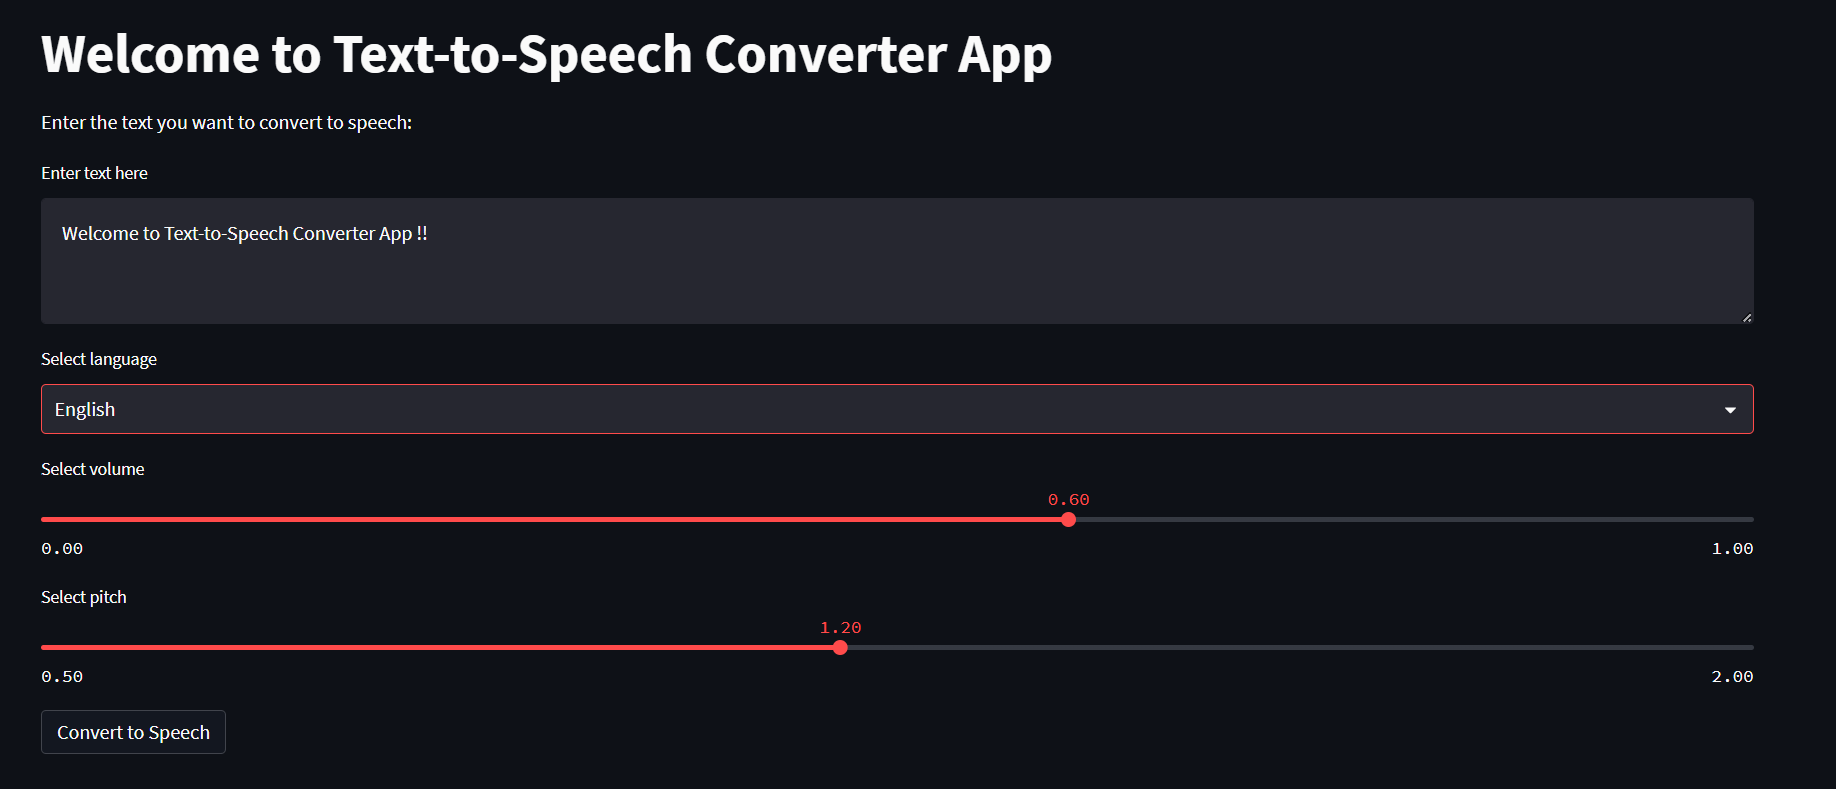 Welcome to Text-to-Speech Converter App
Enter the text you want to convert to speech:
Enter text here
Welcome to Text-to-Speech Converter App !!
Select language
English
Select volume
0.60
0.00 1.00
Select pitch
1.20
0.50 2.00
Convert to Speech